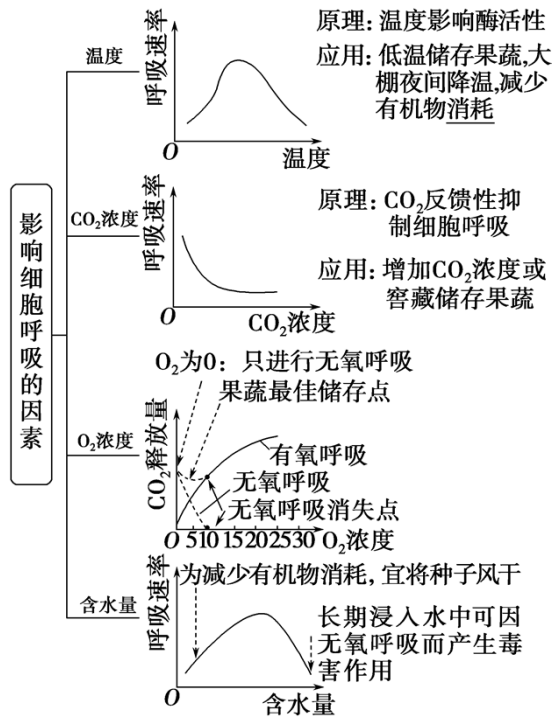 影响细胞呼吸的因素
温度
呼吸速率
O
温度
原理：温度影响酶活性
应用：低温储存果蔬,大
棚夜间降温,减少
有机物消耗
CO₂浓度
呼吸速率
O
CO₂浓度
原理：CO₂反馈性抑
制细胞呼吸
应用：增加CO₂浓度或
窖藏储存果蔬
O₂浓度
O₂为0：只进行无氧呼吸
果蔬最佳储存点
CO₂释放量
有氧呼吸
无氧呼吸
无氧呼吸消失点
O 51015202530 O₂浓度
含水量
为减少有机物消耗，宜将种子风干
呼吸速率
长期浸入水中可因
无氧呼吸而产生毒
害作用
O
含水量